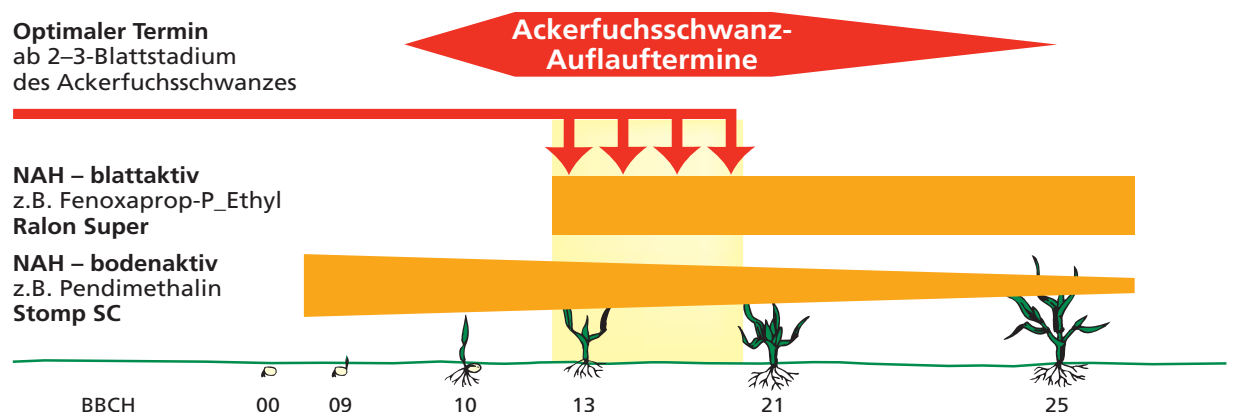 Optimaler Termin
ab 2–3-Blattstadium
des Ackerfuchsschwanzes
Ackerfuchsschwanz-
Auflauftermine
NAH – blattaktiv
z.B. Fenoxaprop-P_Ethyl
Ralon Super
NAH – bodenaktiv
z.B. Pendimethalin
Stomp SC
BBCH 00 09 10 13 21 25